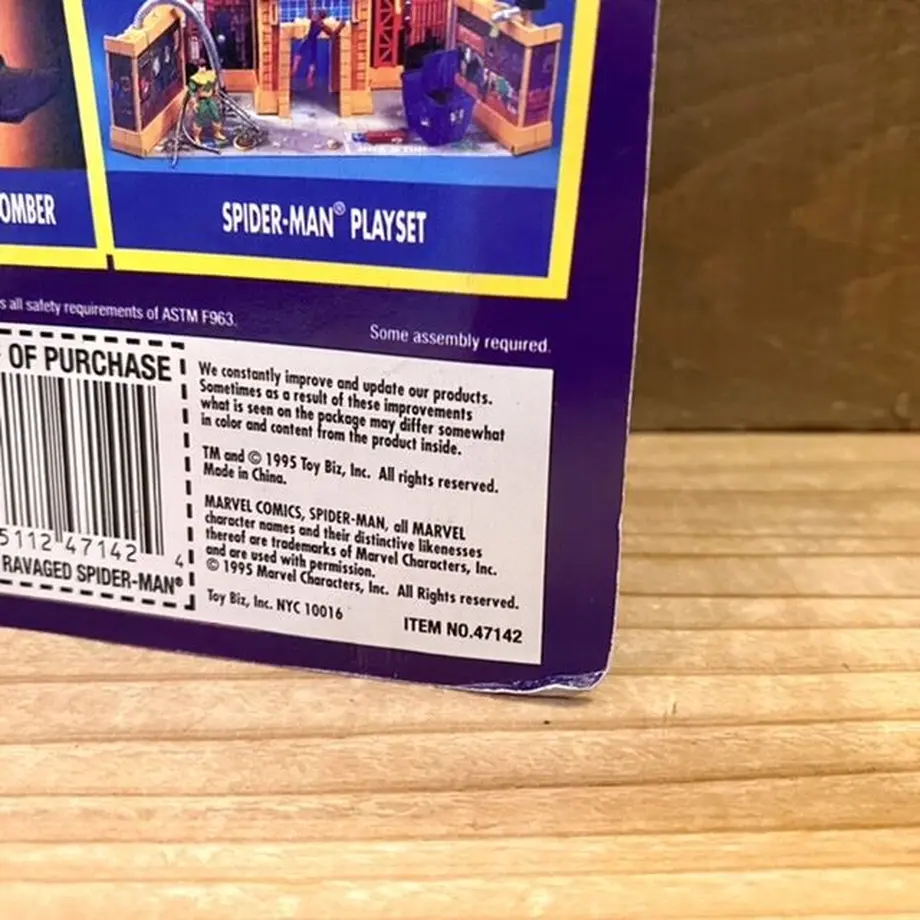 OMBER
SPIDER-MAN® PLAYSET
s all safety requirements of ASTM F963.
Some assembly required.
OF PURCHASE
We constantly improve and update our products.
Sometimes as a result of these improvements
what is seen on the package may differ somewhat
in color and content from the product inside.
TM and © 1995 Toy Biz, Inc. All rights reserved.
Made in China.
MARVEL COMICS, SPIDER-MAN, all MARVEL
character names and their distinctive likenesses
thereof are trademarks of Marvel Characters, Inc.
and are used with permission.
© 1995 Marvel Characters, Inc. All Rights reserved.
Toy Biz, Inc. NYC 10016
ITEM NO.47142
5112 47142 4
RAVAGED SPIDER-MAN®